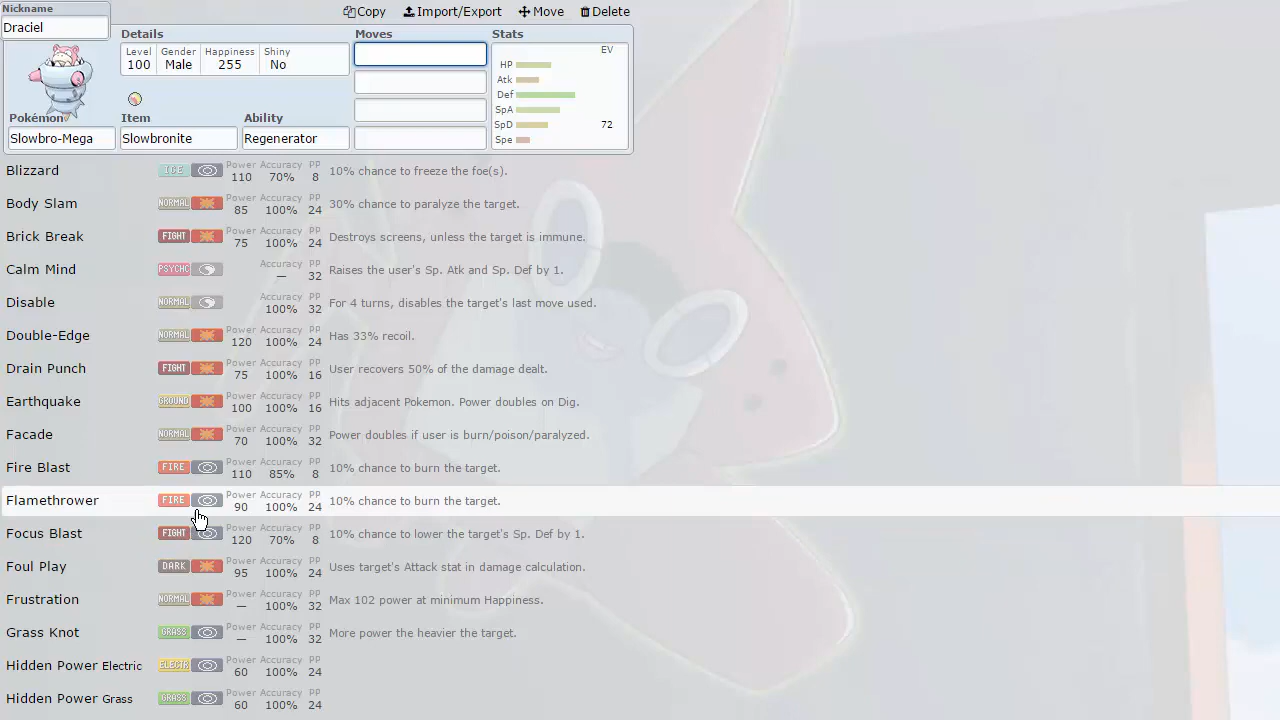 Nickname
Draciel
Copy Import/Export Move Delete
Details
Level Gender Happiness Shiny
100 Male 255 No
Pokémon Item Ability
Slowbro-Mega Slowbronite Regenerator
Moves
Stats
EV
HP
Atk
Def
SpA
SpD 72
Spe
Blizzard ICE Power 110 Accuracy 70% PP 8 10% chance to freeze the foe(s).
Body Slam NORMAL Power 85 Accuracy 100% PP 24 30% chance to paralyze the target.
Brick Break FIGHT Power 75 Accuracy 100% PP 24 Destroys screens, unless the target is immune.
Calm Mind PSYCHC Accuracy — PP 32 Raises the user's Sp. Atk and Sp. Def by 1.
Disable NORMAL Accuracy 100% PP 32 For 4 turns, disables the target's last move used.
Double-Edge NORMAL Power 120 Accuracy 100% PP 24 Has 33% recoil.
Drain Punch FIGHT Power 75 Accuracy 100% PP 16 User recovers 50% of the damage dealt.
Earthquake GROUND Power 100 Accuracy 100% PP 16 Hits adjacent Pokemon. Power doubles on Dig.
Facade NORMAL Power 70 Accuracy 100% PP 32 Power doubles if user is burn/poison/paralyzed.
Fire Blast FIRE Power 110 Accuracy 85% PP 8 10% chance to burn the target.
Flamethrower FIRE Power 90 Accuracy 100% PP 24 10% chance to burn the target.
Focus Blast FIGHT Power 120 Accuracy 70% PP 8 10% chance to lower the target's Sp. Def by 1.
Foul Play DARK Power 95 Accuracy 100% PP 24 Uses target's Attack stat in damage calculation.
Frustration NORMAL Power — Accuracy 100% PP 32 Max 102 power at minimum Happiness.
Grass Knot GRASS Power — Accuracy 100% PP 32 More power the heavier the target.
Hidden Power Electric ELECTR Power 60 Accuracy 100% PP 24
Hidden Power Grass GRASS Power 60 Accuracy 100% PP 24